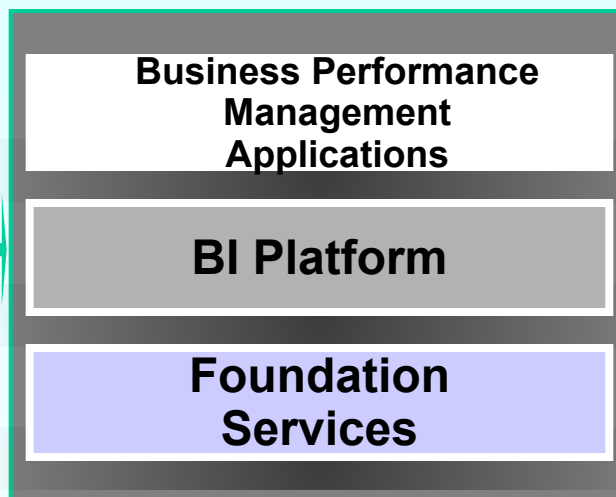 Business Performance
Management
Applications
BI Platform
Foundation
Services